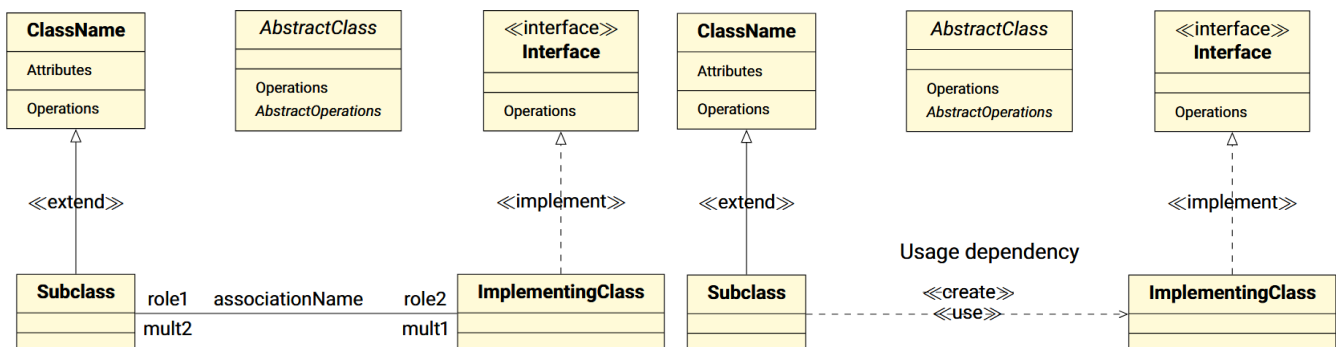 ClassName
Attributes
Operations
AbstractClass
Operations
AbstractOperations
≪interface≫
Interface
Operations
≪extend≫
≪implement≫
Subclass
role1 associationName role2
mult2 mult1
ImplementingClass
ClassName
Attributes
Operations
AbstractClass
Operations
AbstractOperations
≪interface≫
Interface
Operations
≪extend≫
≪implement≫
Usage dependency
Subclass
≪create≫
≪use≫
ImplementingClass